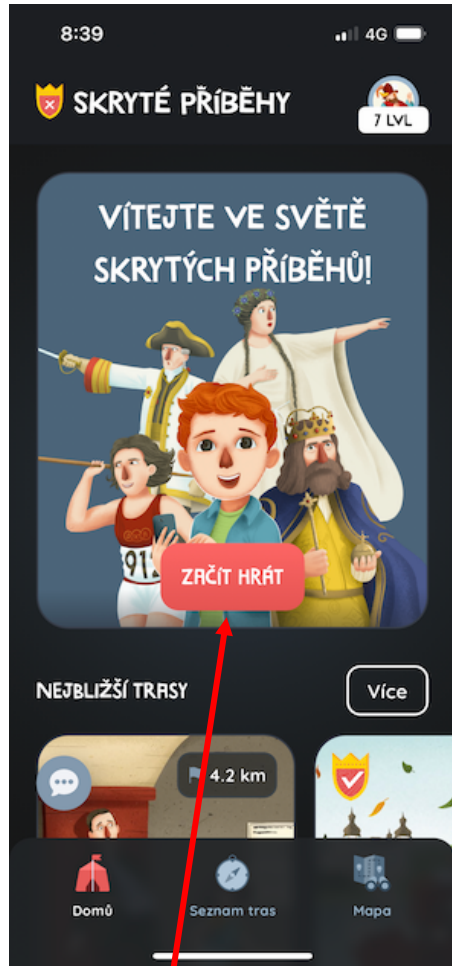 8:39
4G
SKRYTÉ PŘÍBĚHY
7 LVL
VÍTEJTE VE SVĚTĚ
SKRYTÝCH PŘÍBĚHŮ!
912
ZAČÍT HRÁT
NEJBLIŽŠÍ TRASY
Více
4.2 km
Domů
Seznam tras
Mapa